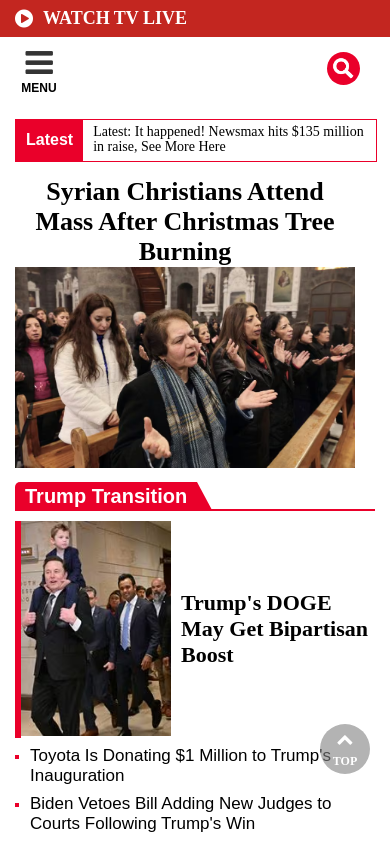 WATCH TV LIVE
MENU
Latest
Latest: It happened! Newsmax hits $135 million
in raise, See More Here
Syrian Christians Attend
Mass After Christmas Tree
Burning
Trump Transition
Trump's DOGE
May Get Bipartisan
Boost
Toyota Is Donating $1 Million to Trump's
Inauguration
TOP
Biden Vetoes Bill Adding New Judges to
Courts Following Trump's Win